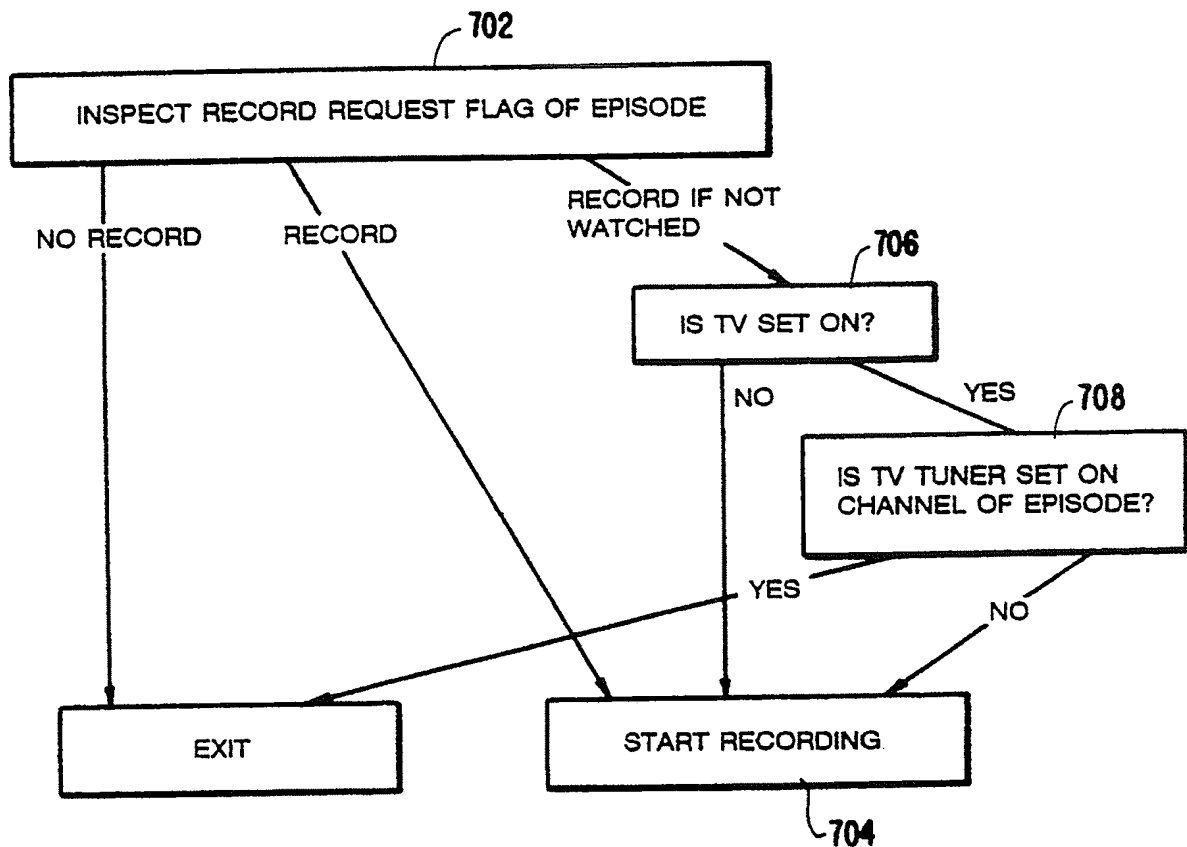 702
INSPECT RECORD REQUEST FLAG OF EPISODE
NO RECORD
RECORD
RECORD IF NOT
WATCHED
706
IS TV SET ON?
NO
YES
708
IS TV TUNER SET ON
CHANNEL OF EPISODE?
YES
NO
EXIT
START RECORDING
704